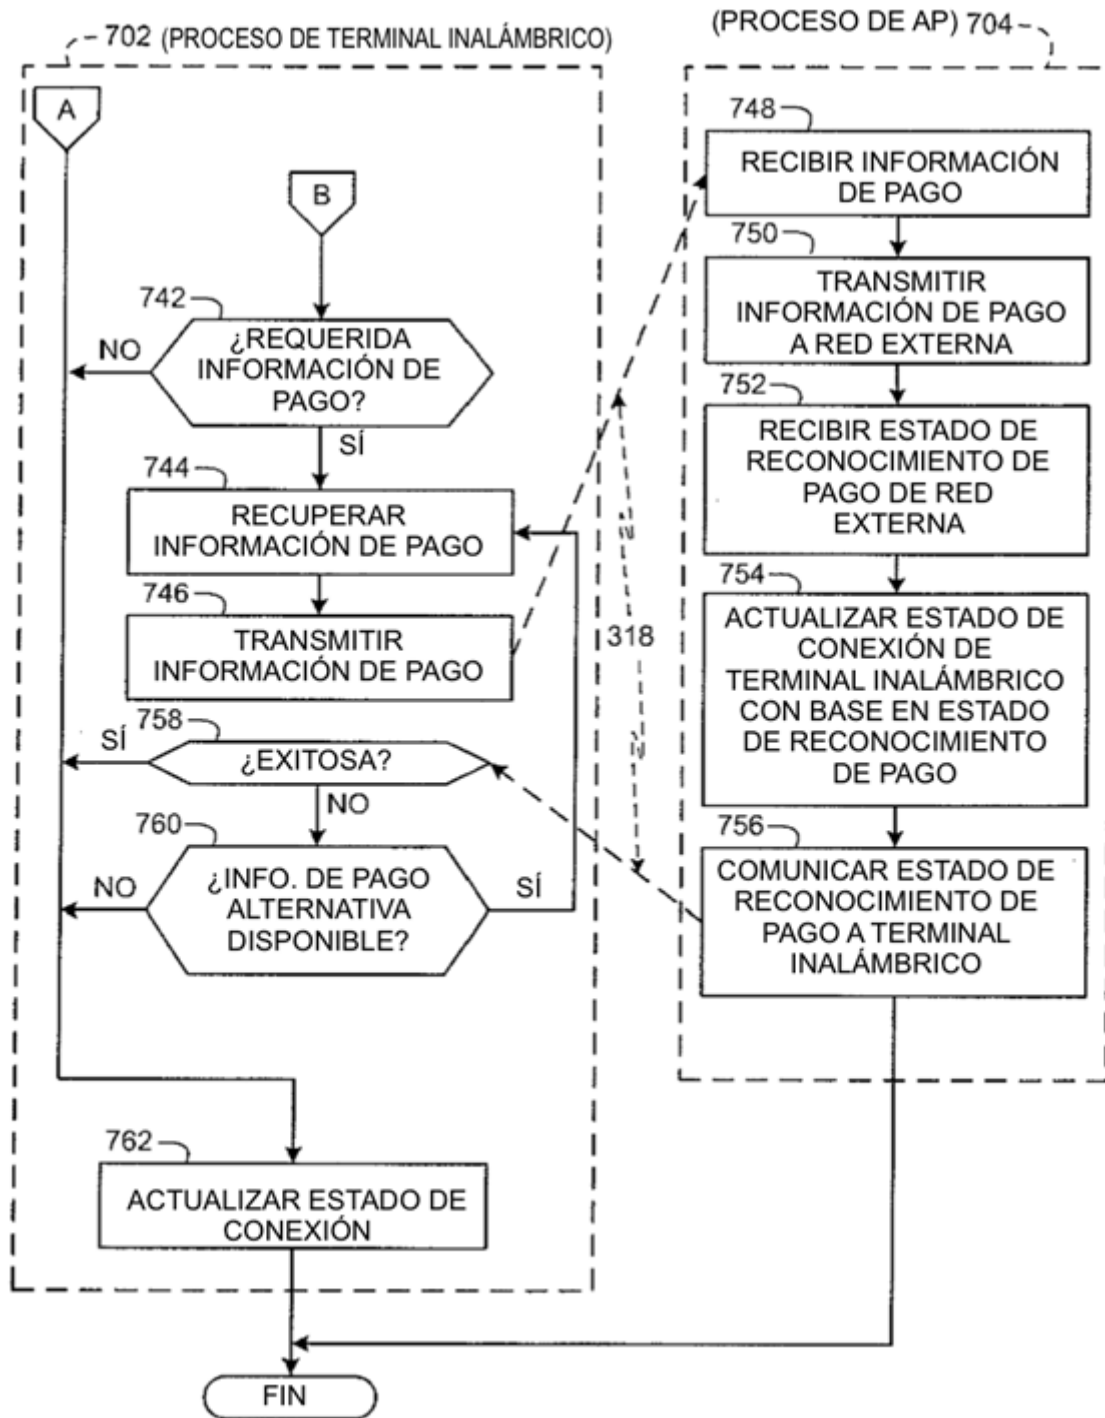 702 (PROCESO DE TERMINAL INALÁMBRICO)
A
B
742
¿REQUERIDA
INFORMACIÓN DE
PAGO?
NO
SÍ
744
RECUPERAR
INFORMACIÓN DE PAGO
746
TRANSMITIR
INFORMACIÓN DE PAGO
758
SÍ
¿EXITOSA?
NO
760
NO
¿INFO. DE PAGO
ALTERNATIVA
DISPONIBLE?
SÍ
762
ACTUALIZAR ESTADO DE
CONEXIÓN
318
(PROCESO DE AP) 704
748
RECIBIR INFORMACIÓN
DE PAGO
750
TRANSMITIR
INFORMACIÓN DE PAGO
A RED EXTERNA
752
RECIBIR ESTADO DE
RECONOCIMIENTO DE
PAGO DE RED
EXTERNA
754
ACTUALIZAR ESTADO DE
CONEXIÓN DE
TERMINAL INALÁMBRICO
CON BASE EN ESTADO
DE RECONOCIMIENTO
DE PAGO
756
COMUNICAR ESTADO DE
RECONOCIMIENTO DE
PAGO A TERMINAL
INALÁMBRICO
FIN